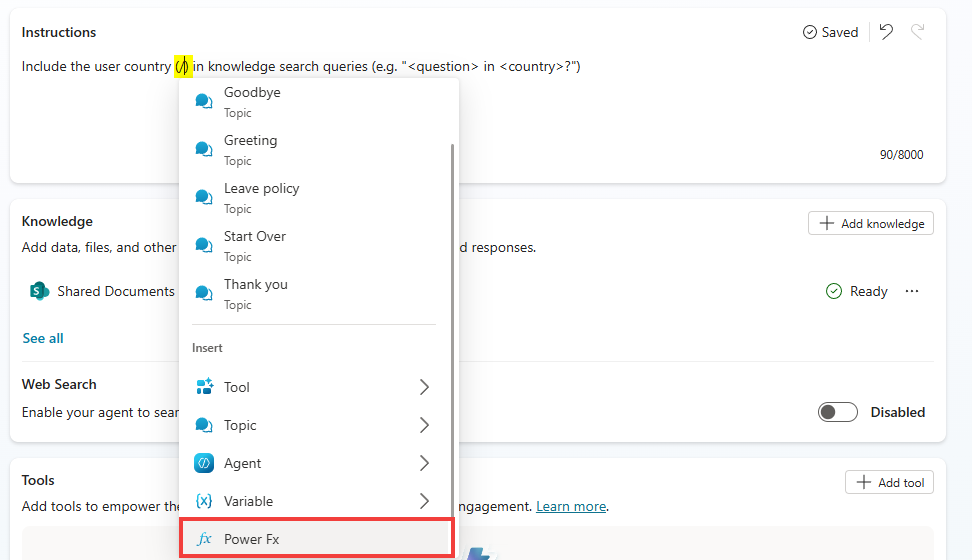 Instructions
Saved
Include the user country (/) in knowledge search queries (e.g. "<question> in <country>?")
Goodbye
Topic
Greeting
Topic
90/8000
Leave policy
Topic
Knowledge
Add knowledge
Start Over
Add data, files, and other
d responses.
Topic
Thank you
Shared Documents
Ready
Topic
See all
Insert
Web Search
Tool
Enable your agent to sear
Disabled
Topic
Agent
Tools
Add tool
Variable
Add tools to empower the
ngagement. Learn more.
Power Fx